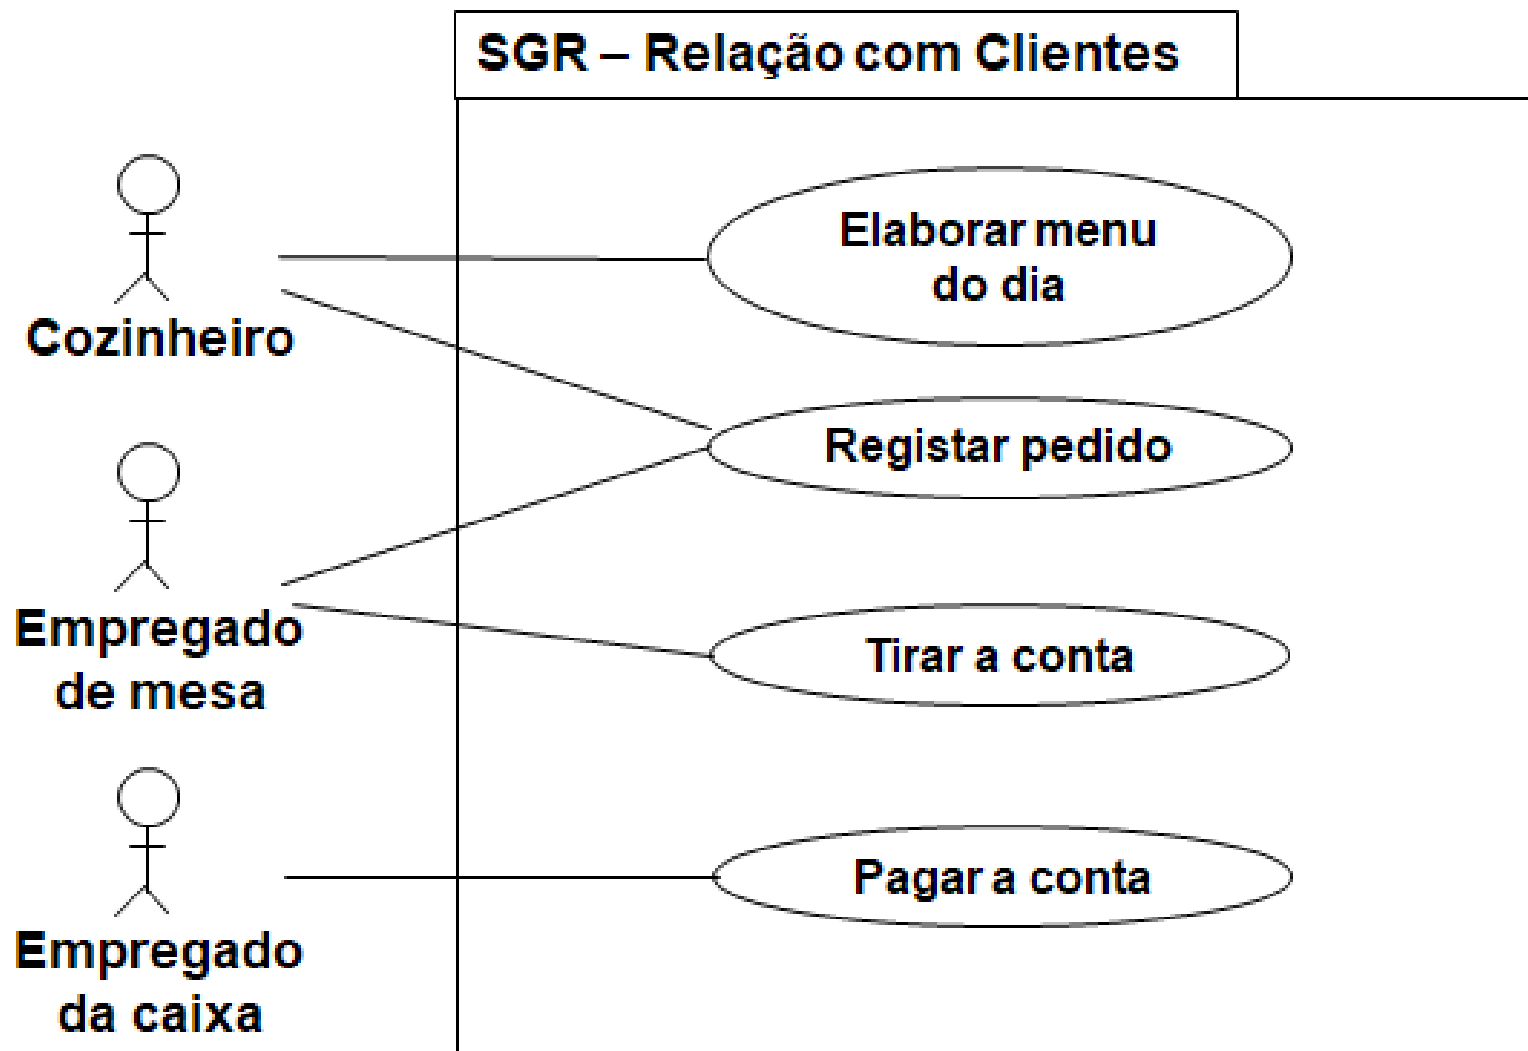 SGR – Relação com Clientes
Elaborar menu
do dia
Cozinheiro
Registar pedido
Empregado
de mesa
Tirar a conta
Pagar a conta
Empregado
da caixa